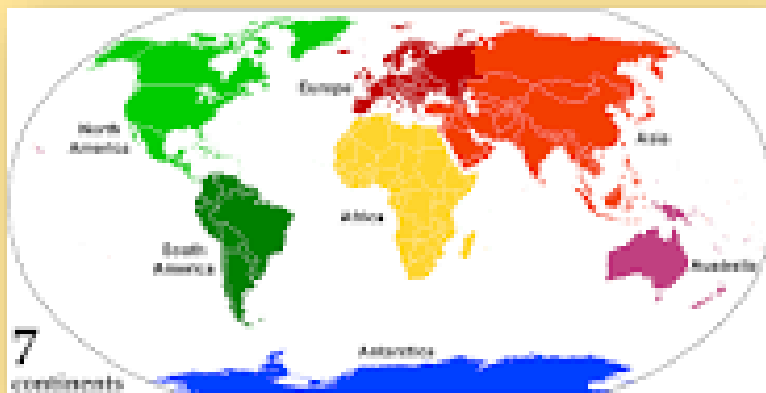 Europe
North
America
Asia
Africa
South
America
Australia
Antarctica
7
continents